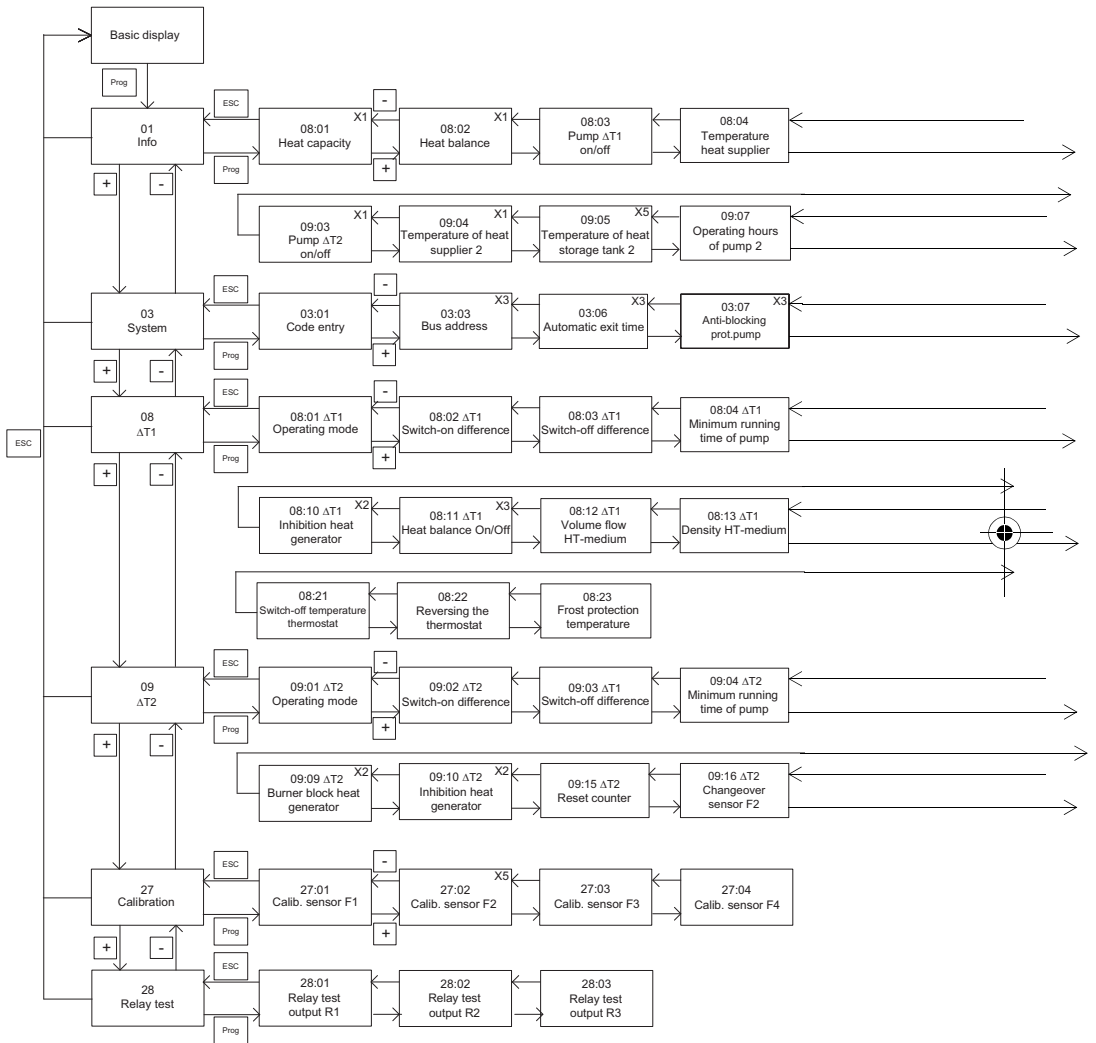 Basic display
Prog
ESC
-
01
Info
X1
08:01
Heat capacity
X1
08:02
Heat balance
08:03
Pump ΔT1
on/off
08:04
Temperature
heat supplier
Prog
+
+
-
X1
09:03
Pump ΔT2
on/off
X1
09:04
Temperature of heat
supplier 2
X5
09:05
Temperature of heat
storage tank 2
09:07
Operating hours
of pump 2
ESC
-
03
System
03:01
Code entry
X3
03:03
Bus address
X3
03:06
Automatic exit time
X3
03:07
Anti-blocking
prot.pump
Prog
+
+
-
ESC
-
08
ΔT1
08:01 ΔT1
Operating mode
08:02 ΔT1
Switch-on difference
08:03 ΔT1
Switch-off difference
08:04 ΔT1
Minimum running
time of pump
ESC
Prog
+
+
-
X2
08:10 ΔT1
Inhibition heat
generator
X3
08:11 ΔT1
Heat balance On/Off
08:12 ΔT1
Volume flow
HT-medium
08:13 ΔT1
Density HT-medium
08:21
Switch-off temperature
thermostat
08:22
Reversing the
thermostat
08:23
Frost protection
temperature
ESC
-
09
ΔT2
09:01 ΔT2
Operating mode
09:02 ΔT2
Switch-on difference
09:03 ΔT1
Switch-off difference
09:04 ΔT2
Minimum running
time of pump
Prog
+
+
-
X2
09:09 ΔT2
Burner block heat
generator
X2
09:10 ΔT2
Inhibition heat
generator
09:15 ΔT2
Reset counter
09:16 ΔT2
Changeover
sensor F2
ESC
-
27
Calibration
27:01
Calib. sensor F1
X5
27:02
Calib. sensor F2
27:03
Calib. sensor F3
27:04
Calib. sensor F4
Prog
+
+
-
ESC
28
Relay test
28:01
Relay test
output R1
28:02
Relay test
output R2
28:03
Relay test
output R3
Prog